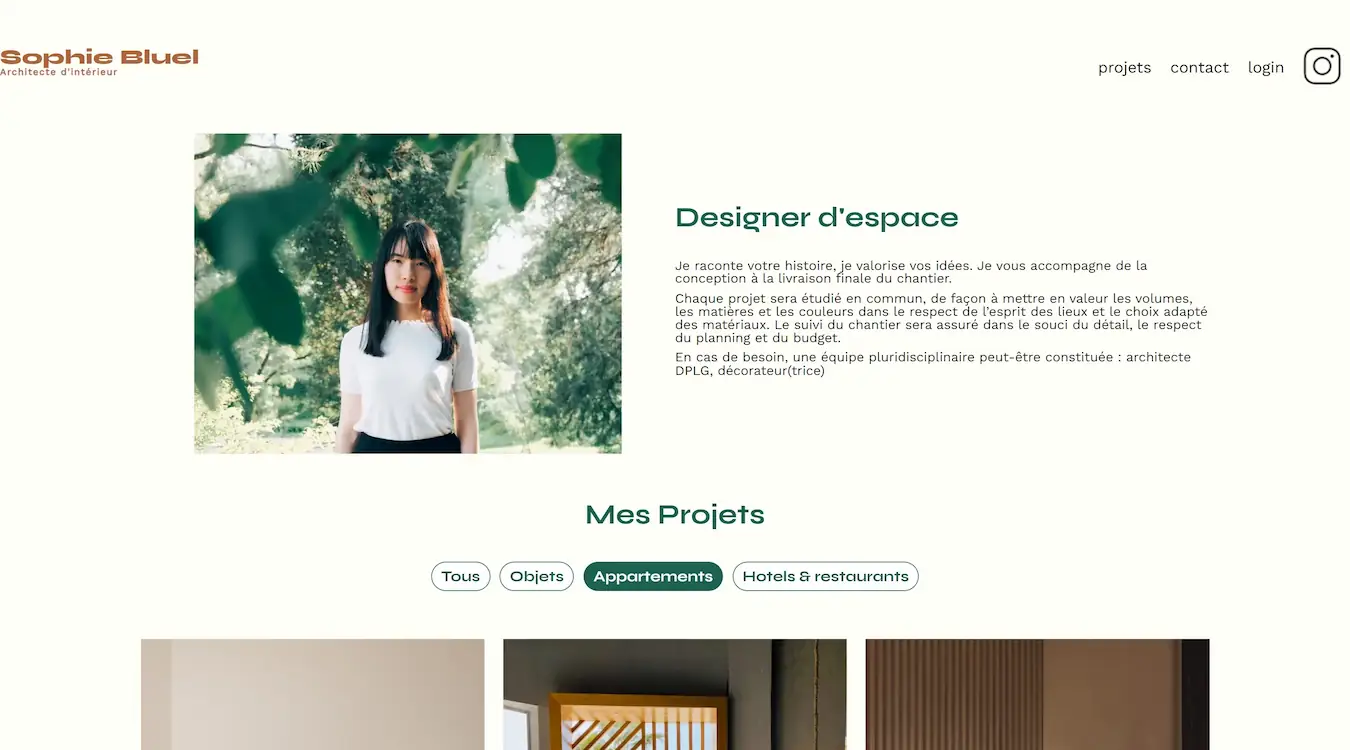 Sophie Bluel
Architecte d'intérieur
projets contact login
Designer d'espace
Je raconte votre histoire, je valorise vos idées. Je vous accompagne de la
conception à la livraison finale du chantier.
Chaque projet sera étudié en commun, de façon à mettre en valeur les volumes,
les matières et les couleurs dans le respect de l’esprit des lieux et le choix adapté
des matériaux. Le suivi du chantier sera assuré dans le souci du détail, le respect
du planning et du budget.
En cas de besoin, une équipe pluridisciplinaire peut-être constituée : architecte
DPLG, décorateur(trice)
Mes Projets
Tous Objets Appartements Hotels & restaurants